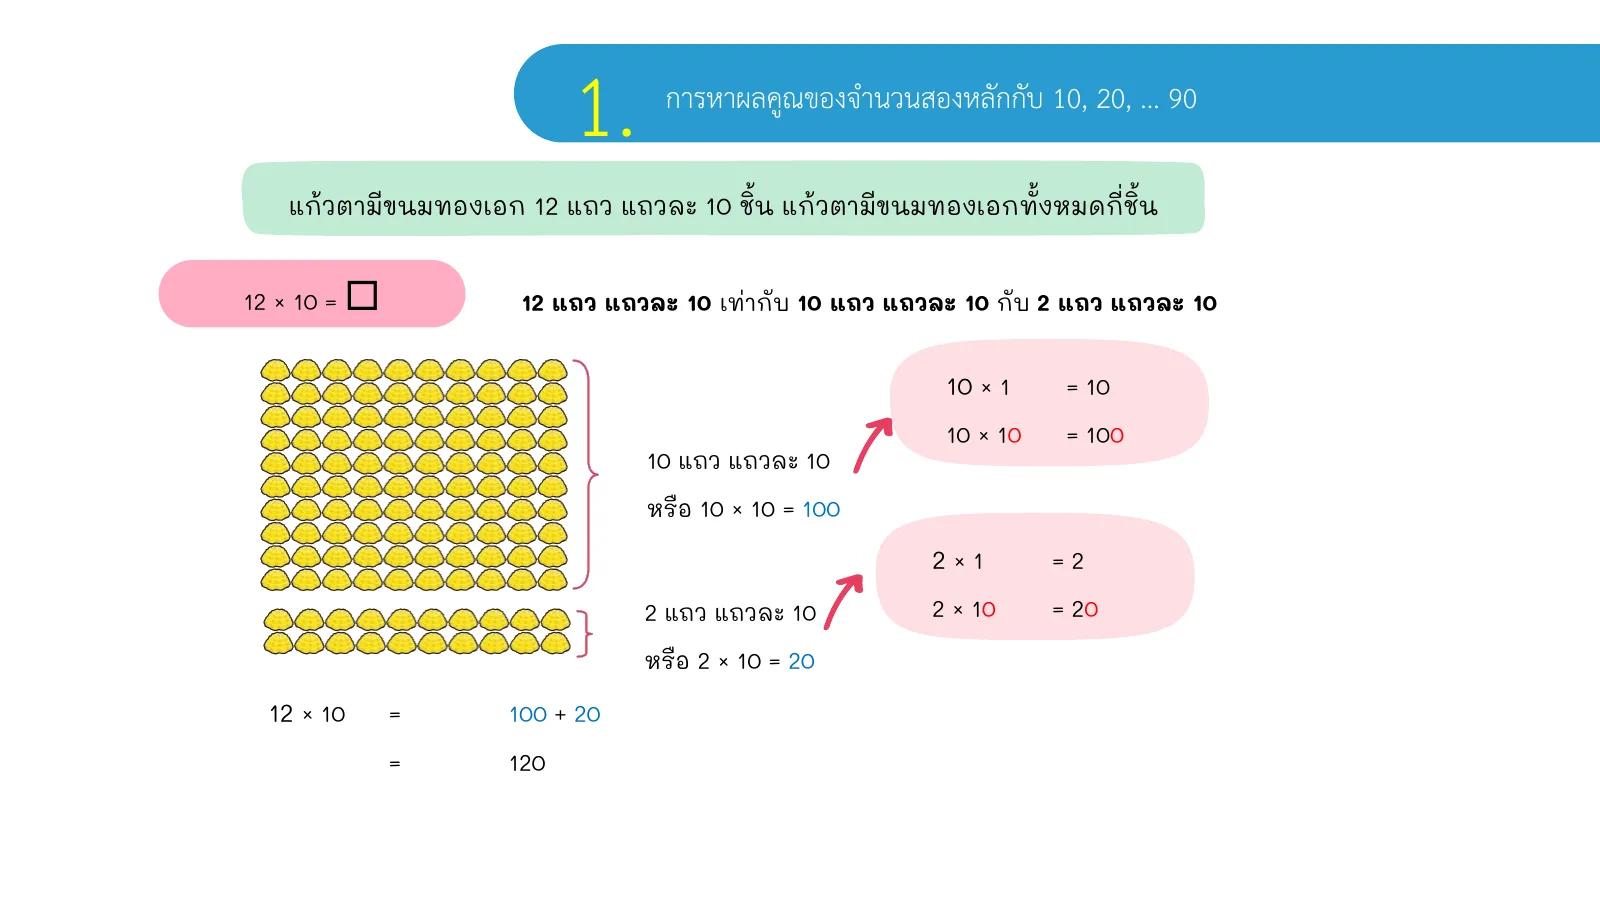 1. การหาผลคูณของจำนวนสองหลักกับ 10, 20, ... 90
แก้วตามีขนมทองเอก 12 แถว แถวละ 10 ชิ้น แก้วตามีขนมทองเอกทั้งหมดกี่ชิ้น
12 × 10 = □
12 แถว แถวละ 10 เท่ากับ 10 แถว แถวละ 10 กับ 2 แถว แถวละ 10
10 แถว แถวละ 10
หรือ 10 × 10 = 100
10 × 1 = 10
10 × 10 = 100
2 แถว แถวละ 10
หรือ 2 × 10 = 20
2 × 1 = 2
2 × 10 = 20
12 × 10 = 100 + 20
= 120